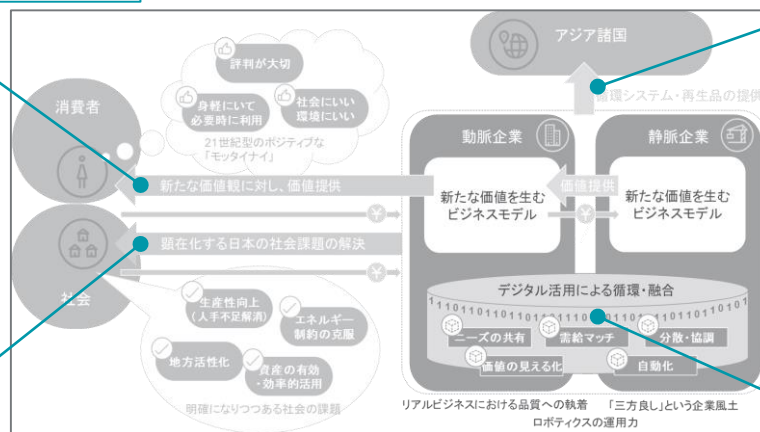 アジア諸国
循環システム・再生品の提供
評判が大切
身軽にいて
必要時に利用
社会にいい
環境にいい
21世紀型のポジティブな
「モッタイナイ」
消費者
動脈企業
静脈企業
新たな価値観に対し、価値提供
新たな価値を生む
ビジネスモデル
価値提供
新たな価値を生む
ビジネスモデル
¥
¥
顕在化する日本の社会課題の解決
¥
社会
生産性向上
(人手不足解消)
エネルギー
制約の克服
地方活性化
資産の有効
・効率的活用
明確になりつつある社会の課題
デジタル活用による循環・融合
ニーズの共有
需給マッチ
分散・協調
価値の見える化
自動化
リアルビジネスにおける品質への執着
「三方良し」という企業風土
ロボティクスの運用力